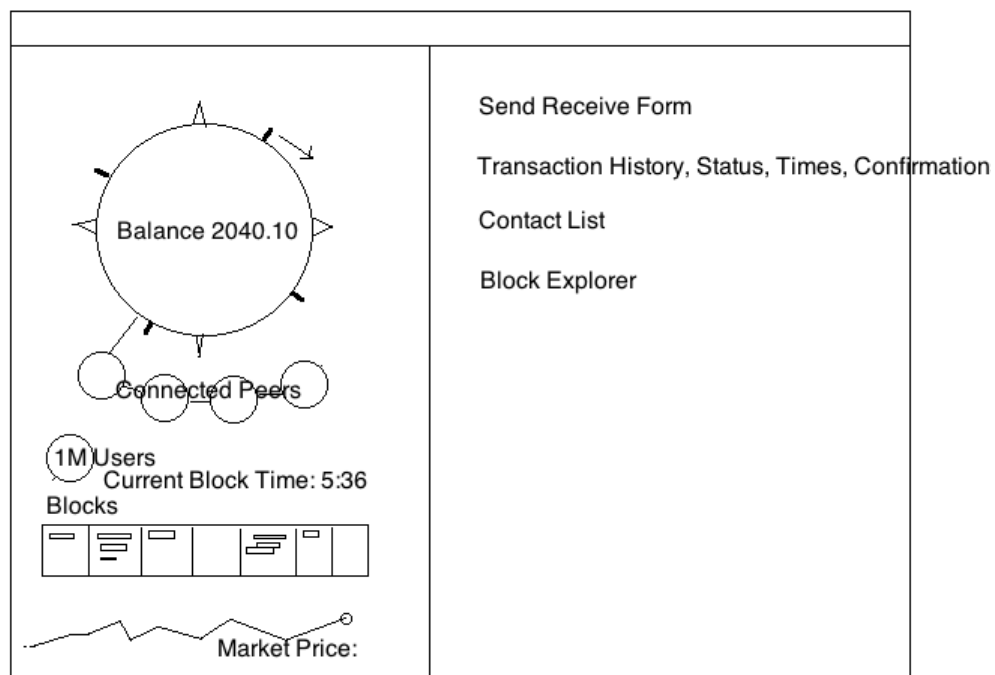 Balance 2040.10
Connected Peers
1M Users
Current Block Time: 5:36
Blocks
Market Price:
Send Receive Form
Transaction History, Status, Times, Confirmation
Contact List
Block Explorer